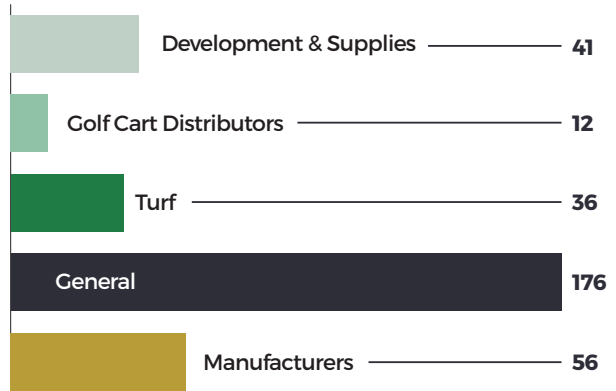 Development & Supplies 41
Golf Cart Distributors 12
Turf 36
General 176
Manufacturers 56